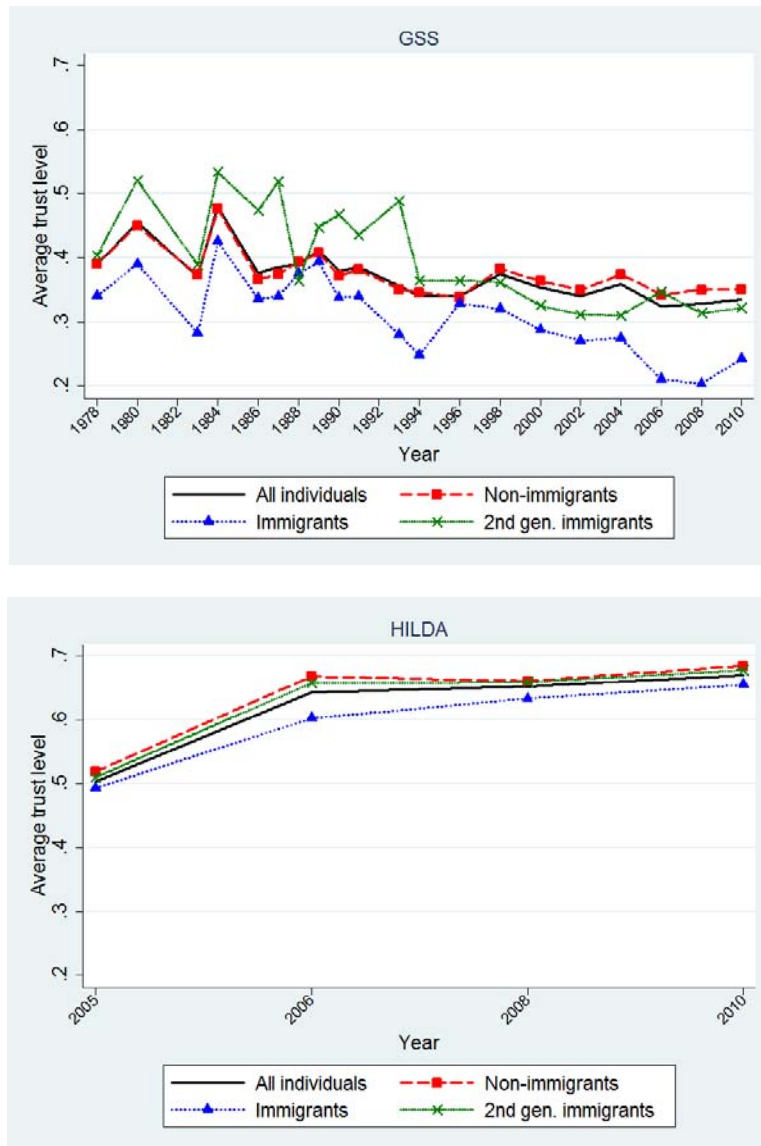 GSS
Average trust level
.7
.6
.5
.4
.3
.2
1978
1980
1982
1984
1986
1988
1990
1992
1994
1996
1998
2000
2002
2004
2006
2008
2010
Year
All individuals
Non-immigrants
Immigrants
2nd gen. immigrants
HILDA
Average trust level
.7
.6
.5
.4
.3
.2
2005
2006
2008
2010
Year
All individuals
Non-immigrants
Immigrants
2nd gen. immigrants